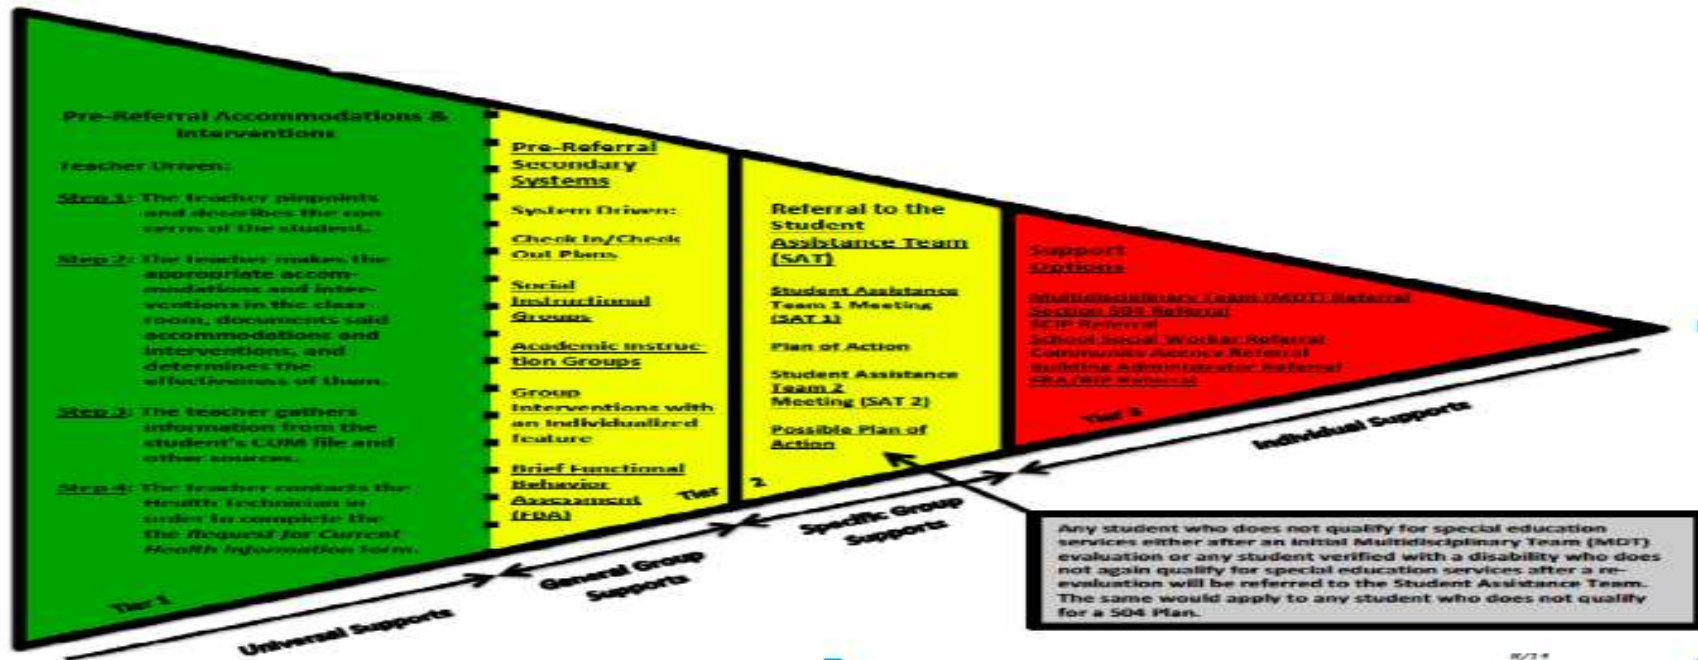 Pre-Referral Accommodations &
Interventions
Teacher Driven:
Step 1: The teacher pinpoints
and describes the con-
cerns of the student.
Step 2: The teacher makes the
appropriate accom-
modations and inter-
ventions in the class
room, documents said
accommodations and
interventions, and
determines the
effectiveness of them.
Step 3: The teacher gathers
information from the
student's CUM file and
other sources.
Step 4: The teacher contacts the
Health Technician in
order to complete the
the Request for Current
Health Information form.
Tier 1
Universal Supports
Pre-Referral
Secondary
Systems
System Driven:
Check In/Check
Out Plans
Social
Instructional
Groups
Academic Instruc-
tion Groups
Group
Interventions with
an Individualized
feature
Brief Functional
Behavior
Assessment
(FBA)
Tier 2
General Group
Supports
Referral to the
Student
Assistance Team
(SAT)
Student Assistance
Team 1 Meeting
(SAT 1)
Plan of Action
Student Assistance
Team 2
Meeting (SAT 2)
Possible Plan of
Action
Specific Group
Supports
Support
Options
Multidisciplinary Team (MDT) Referral
Section 504 Referral
SCIP Referral
School Social Worker Referral
Community Agency Referral
Building Administrator Referral
FBA/BIP Referral
Tier 3
Individual Supports
Any student who does not qualify for special education
services either after an initial Multidisciplinary Team (MDT)
evaluation or any student verified with a disability who does
not again qualify for special education services after a re-
evaluation will be referred to the Student Assistance Team.
The same would apply to any student who does not qualify
for a 504 Plan.
8/14